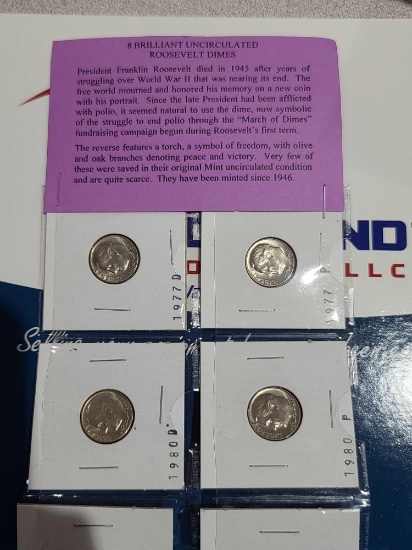 8 BRILLIANT UNCIRCULATED
ROOSEVELT DIMES
President Franklin Roosevelt died in 1945 after years of
struggling over World War II that was nearing its end. The
free world mourned and honored his memory on a new coin
with his portrait. Since the late President had been afflicted
with polio, it seemed natural to use the dime, now symbolic
of the struggle to end polio through the "March of Dimes"
fundraising campaign begun during Roosevelt's first term.
The reverse features a torch, a symbol of freedom, with olive
and oak branches denoting peace and victory. Very few of
these were saved in their original Mint uncirculated condition
and are quite scarce. They have been minted since 1946.
ND
LLC
1977 D
1977 P
1980 D
1980 P